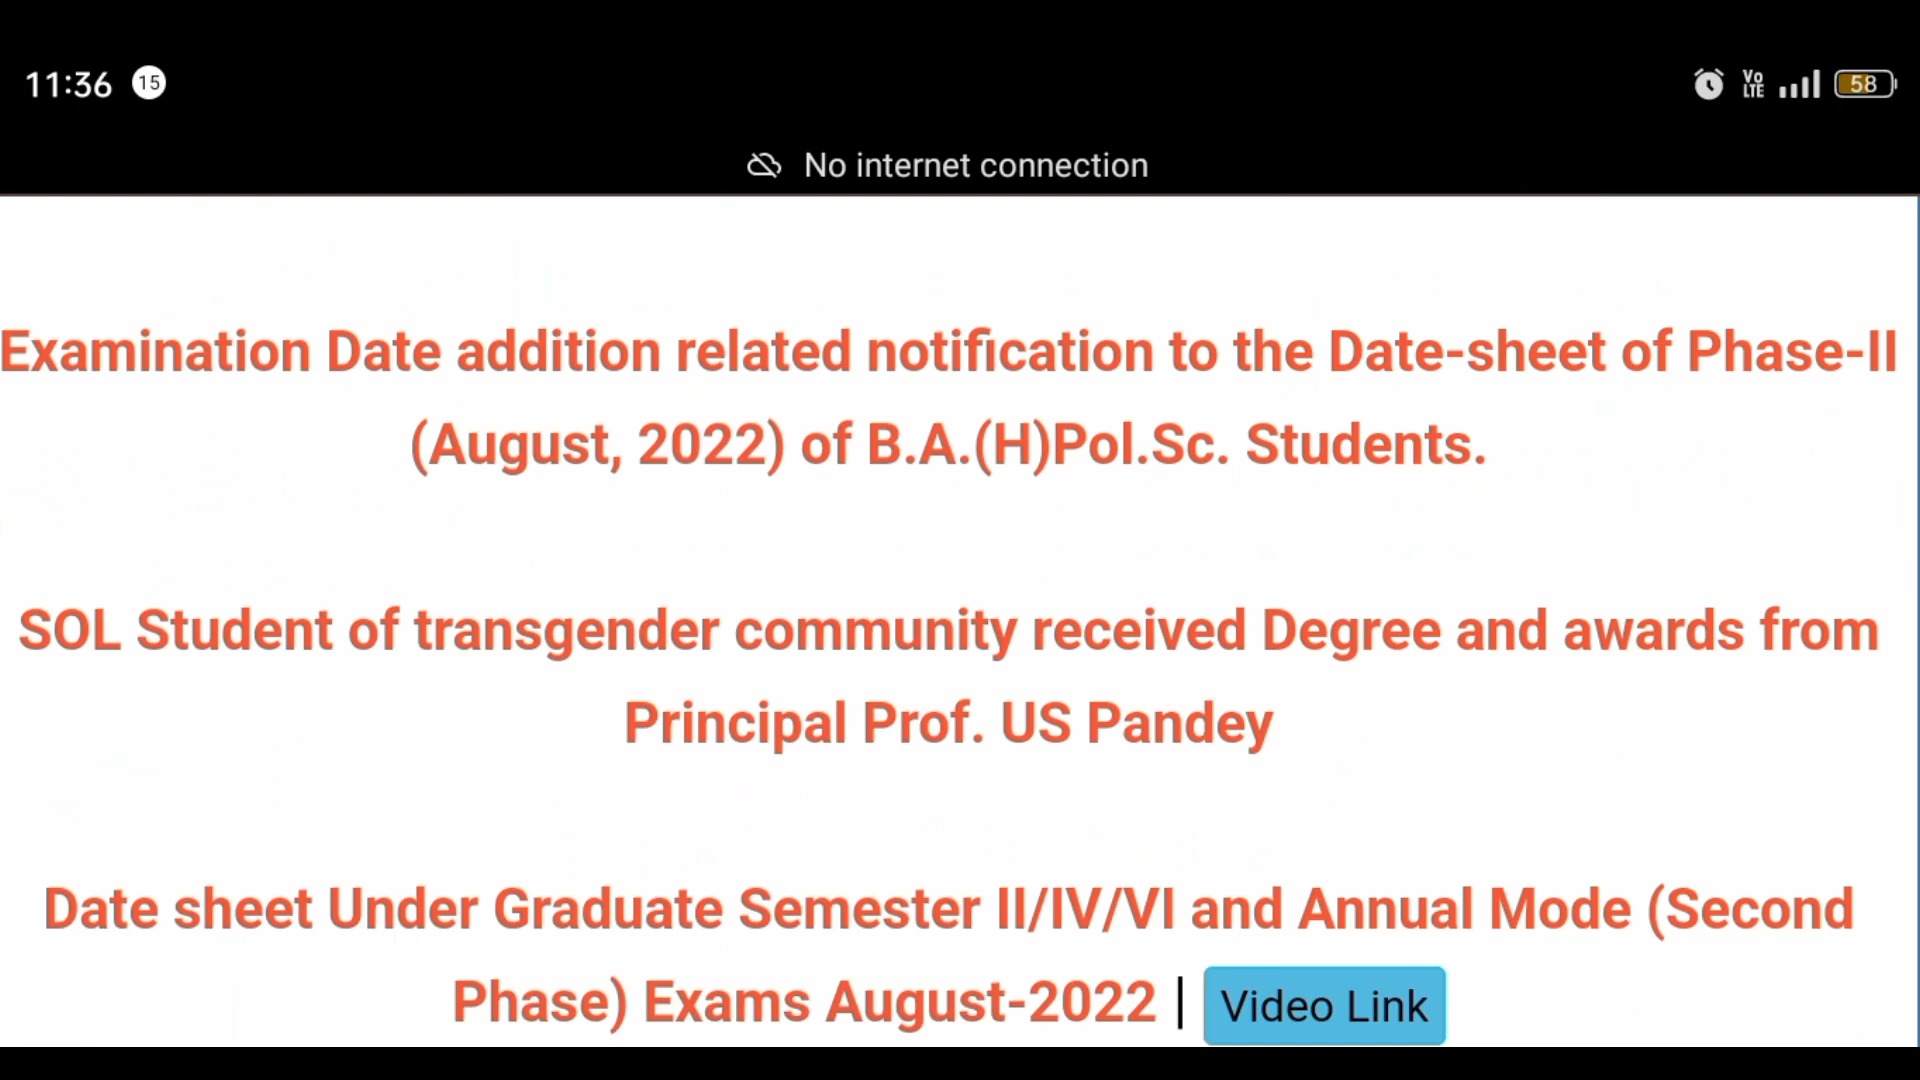 11:36 15 Vo LTE 58
No internet connection
Examination Date addition related notification to the Date-sheet of Phase-II
(August, 2022) of B.A.(H)Pol.Sc. Students.
SOL Student of transgender community received Degree and awards from
Principal Prof. US Pandey
Date sheet Under Graduate Semester II/IV/VI and Annual Mode (Second
Phase) Exams August-2022 | Video Link